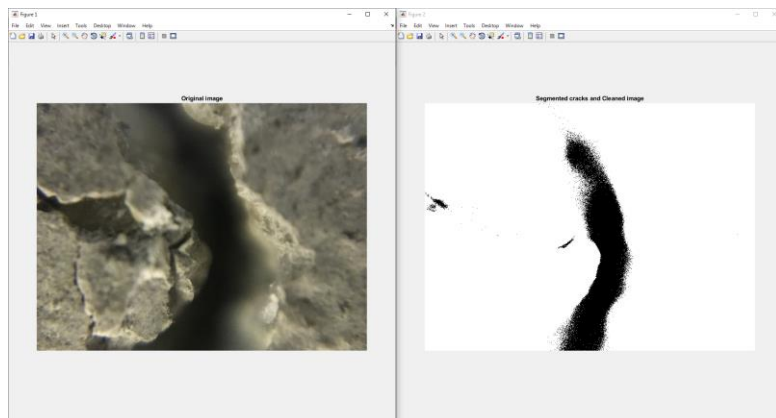 Figure 1
File Edit View Insert Tools Desktop Window Help
Original image
Figure 2
File Edit View Insert Tools Desktop Window Help
Segmented cracks and Cleaned image